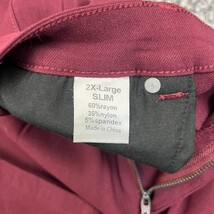 2X-Large
SLIM
60%rayon
35%nylon
5%spandex
Made in China